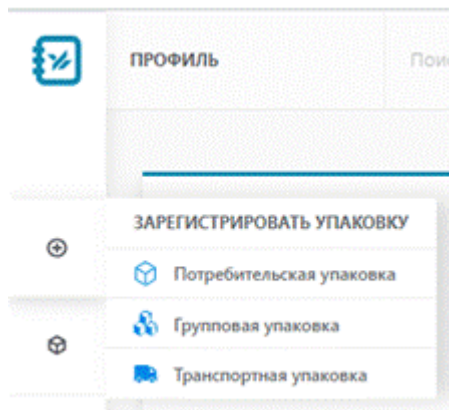 ПРОФИЛЬ
ЗАРЕГИСТРИРОВАТЬ УПАКОВКУ
Потребительская упаковка
Групповая упаковка
Транспортная упаковка